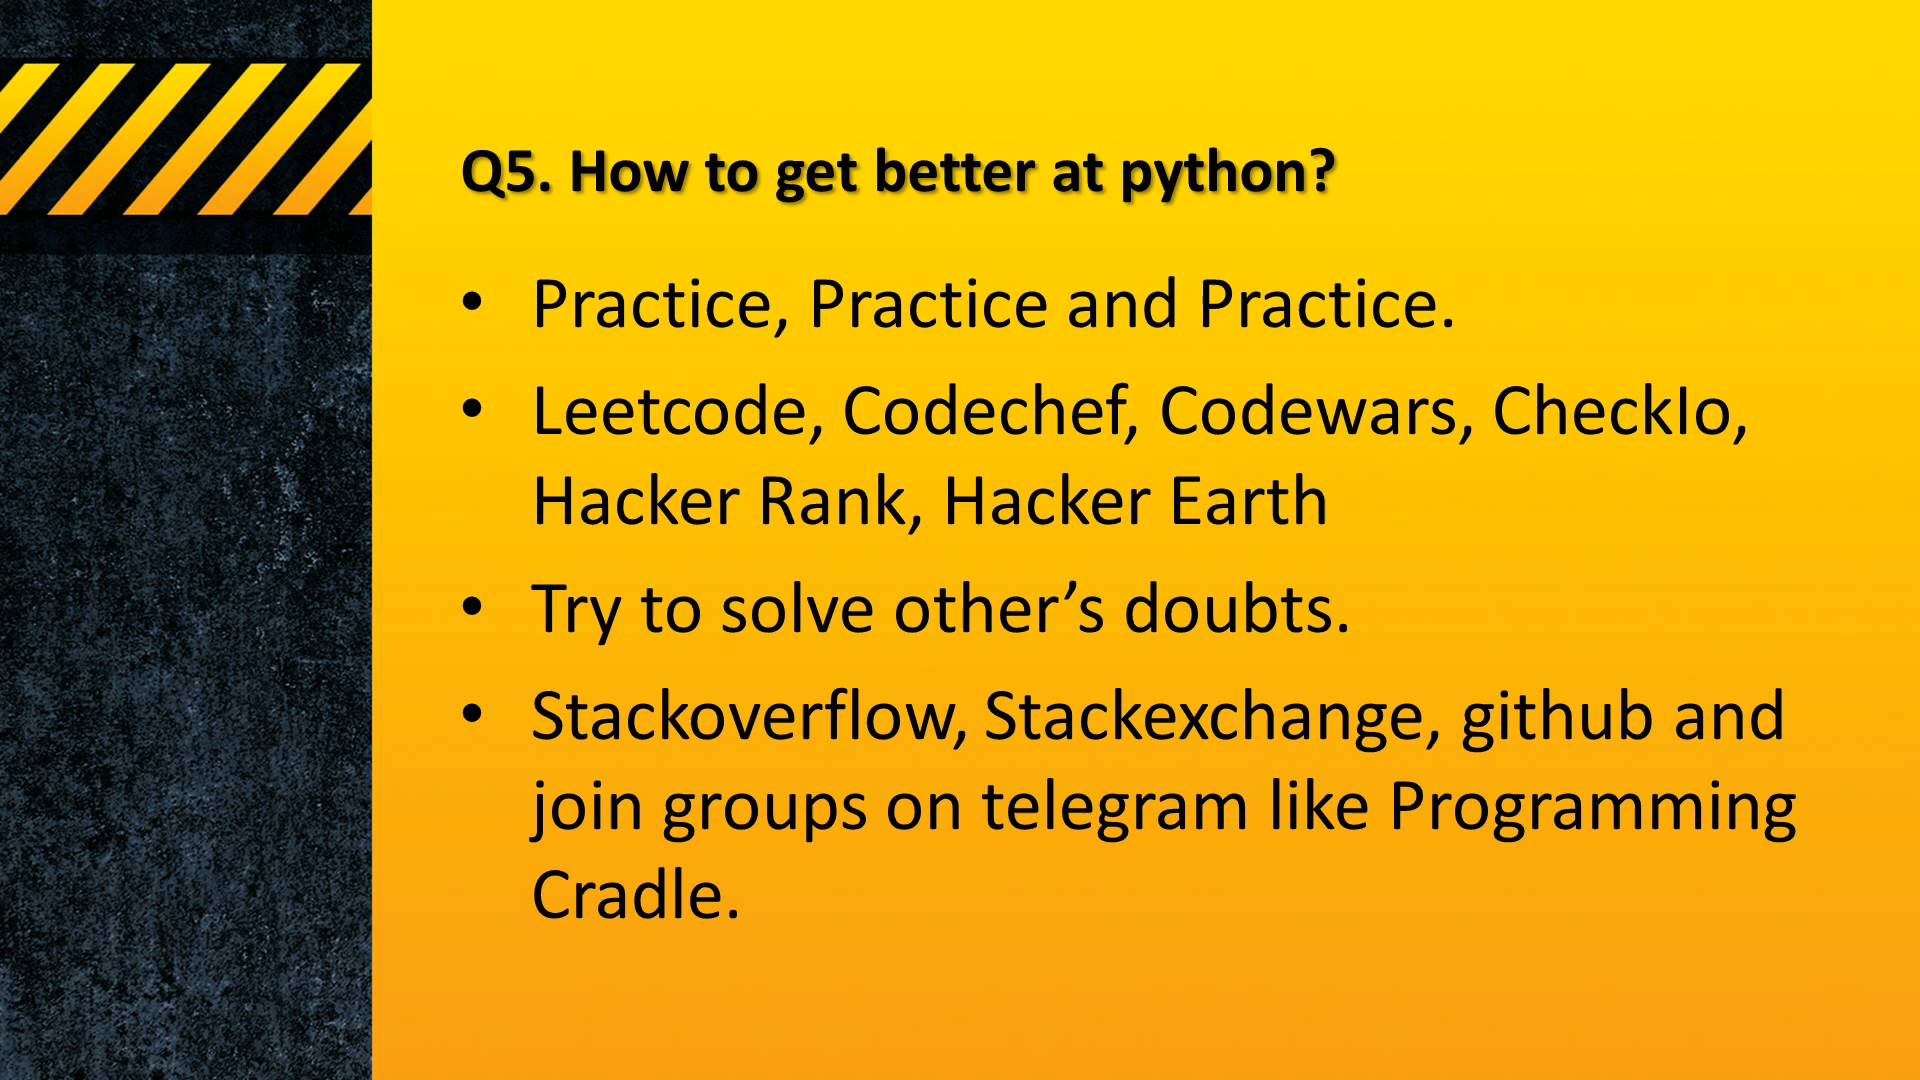 Q5. How to get better at python?
• Practice, Practice and Practice.
• Leetcode, Codechef, Codewars, CheckIo,
Hacker Rank, Hacker Earth
• Try to solve other’s doubts.
• Stackoverflow, Stackexchange, github and
join groups on telegram like Programming
Cradle.